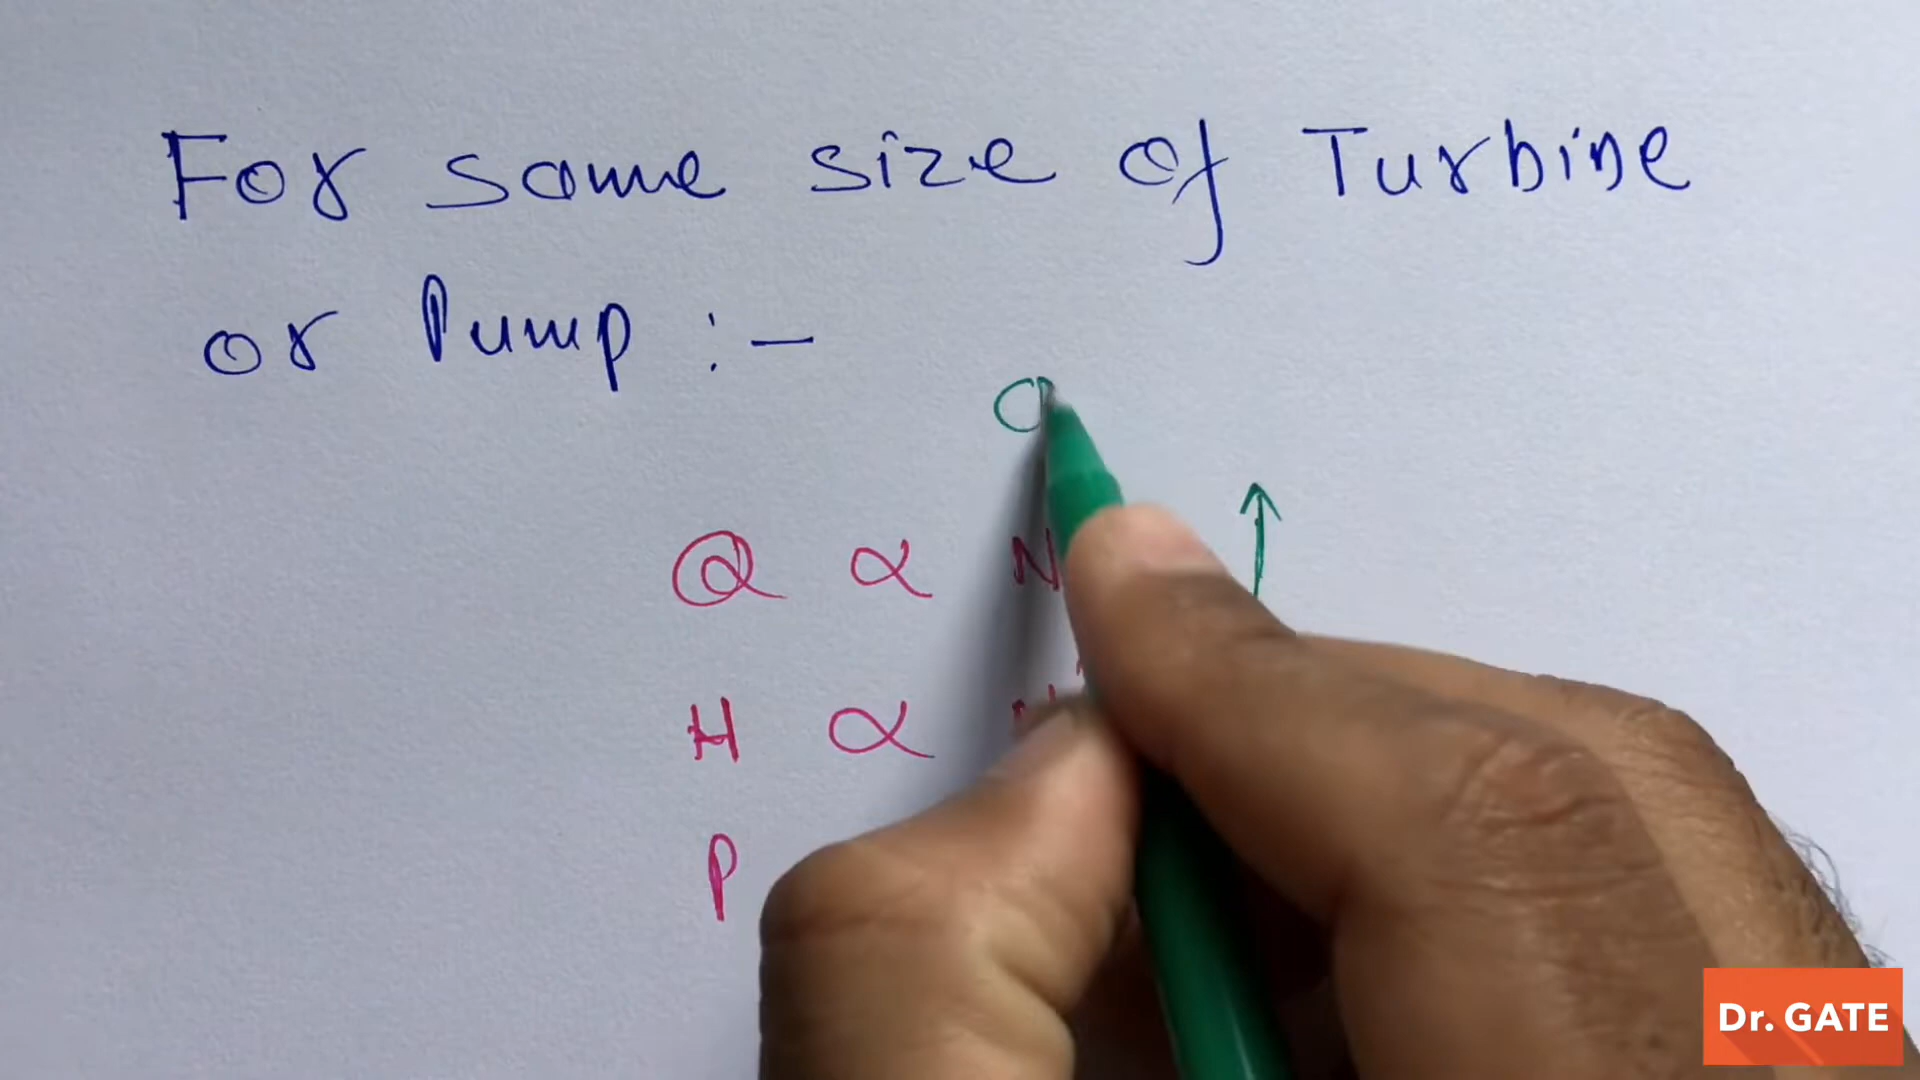 For same size of Turbine
or Pump :-
Q ∝ N
H ∝ N
P
Dr. GATE